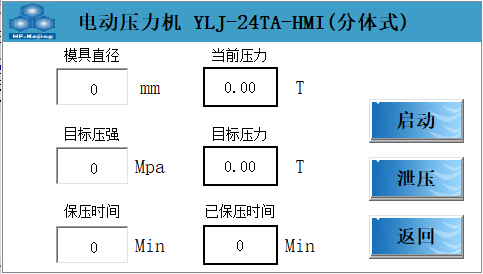 HF-Kejing
电动压力机 YLJ-24TA-HMI(分体式)
模具直径 当前压力
0 mm 0.00 T
启动
目标压强 目标压力
0 Mpa 0.00 T
泄压
保压时间 已保压时间
0 Min 0 Min
返回